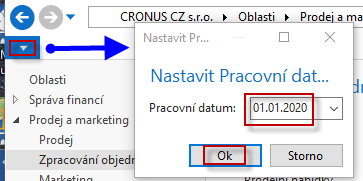 CRONUS CZ s.r.o. Oblasti Prodej a ma
Nastavit Pr...
Oblasti
Správa financí
Prodej a marketing
Prodej
Zpracování objedn
Marketing
Nastavit Pracovní dat...
Pracovní datum: 01.01.2020
Ok Storno